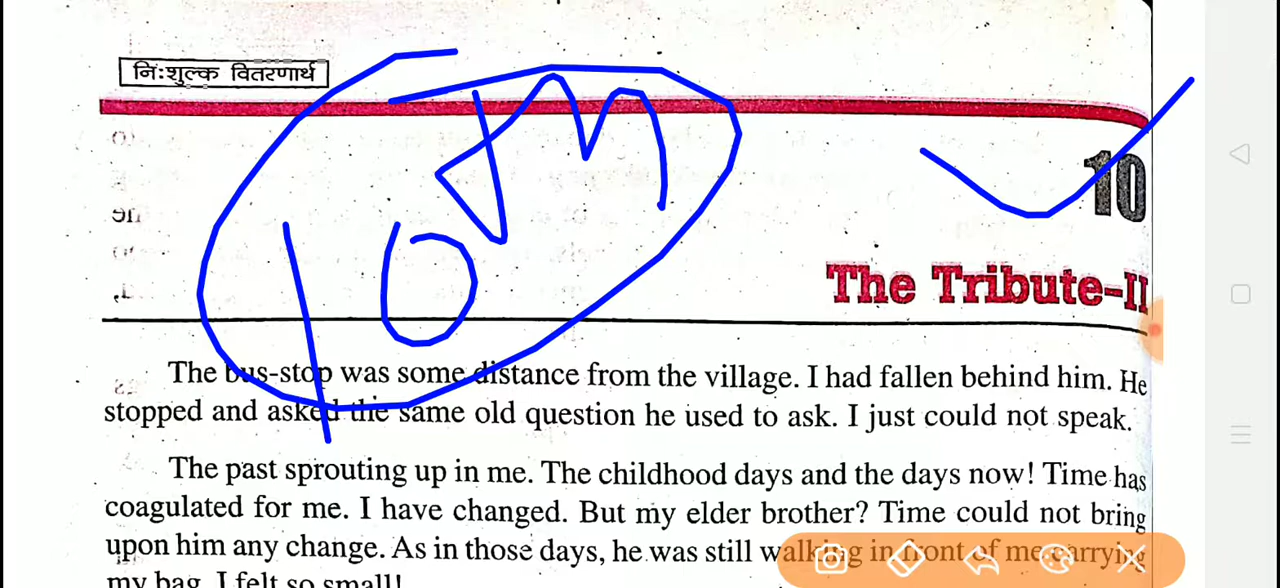 निःशुल्क वितरणार्थ
10th
10
The Tribute-II
The bus-stop was some distance from the village. I had fallen behind him. He
stopped and asked the same old question he used to ask. I just could not speak.
The past sprouting up in me. The childhood days and the days now! Time has
coagulated for me. I have changed. But my elder brother? Time could not bring
upon him any change. As in those days, he was still walking in front of me carrying
my bag. I felt so small!